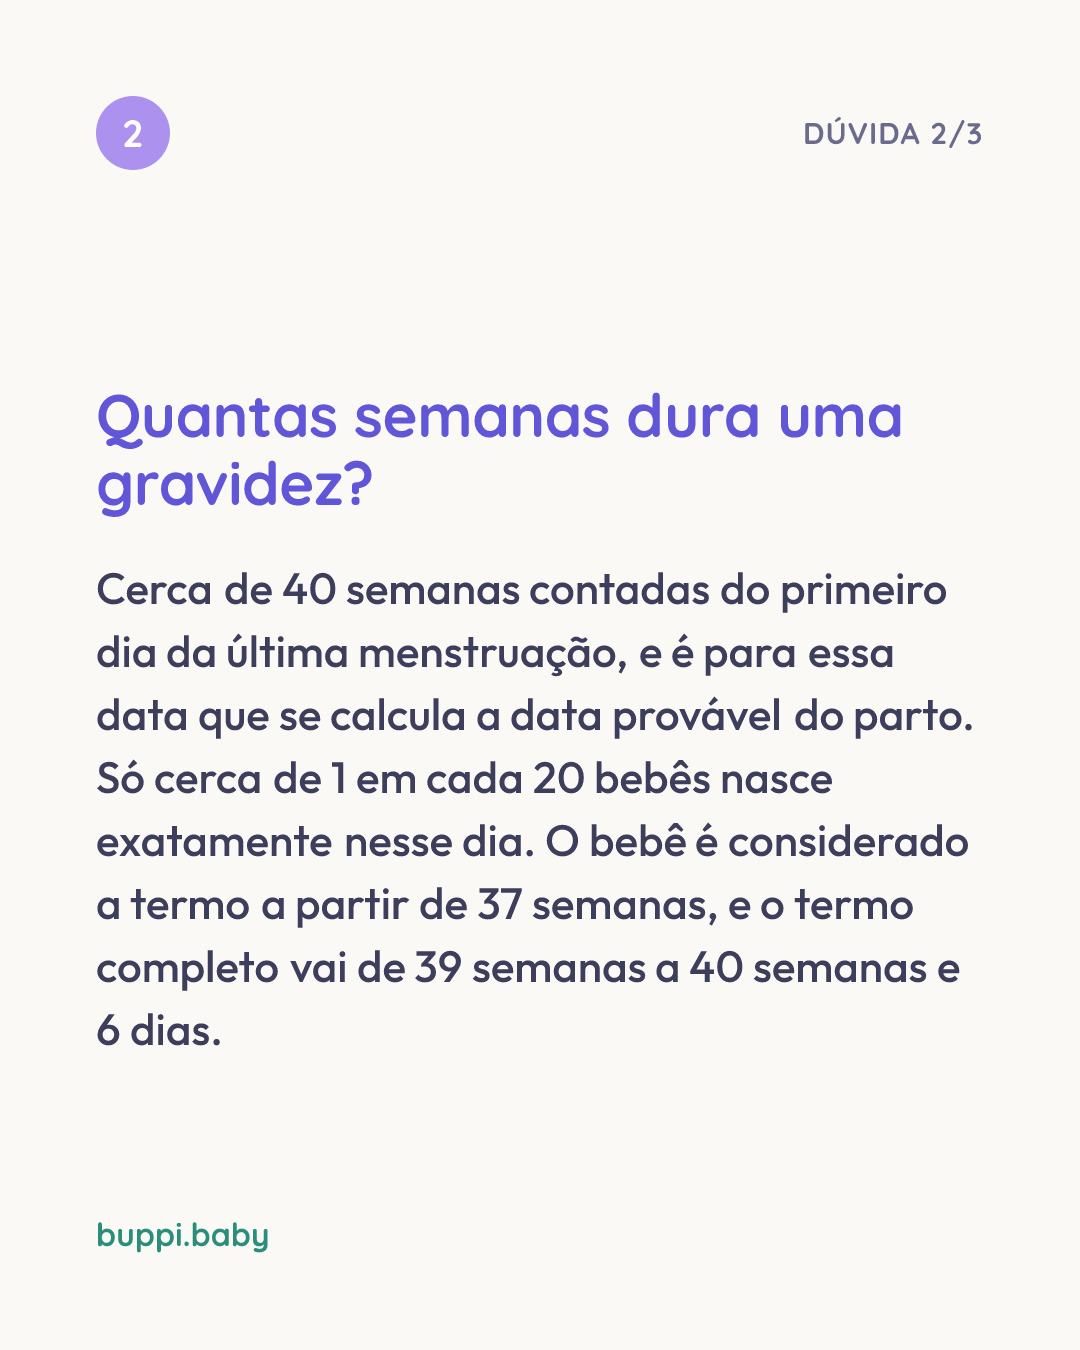 2
DÚVIDA 2/3
Quantas semanas dura uma
gravidez?
Cerca de 40 semanas contadas do primeiro
dia da última menstruação, e é para essa
data que se calcula a data provável do parto.
Só cerca de 1 em cada 20 bebês nasce
exatamente nesse dia. O bebê é considerado
a termo a partir de 37 semanas, e o termo
completo vai de 39 semanas a 40 semanas e
6 dias.
buppi.baby